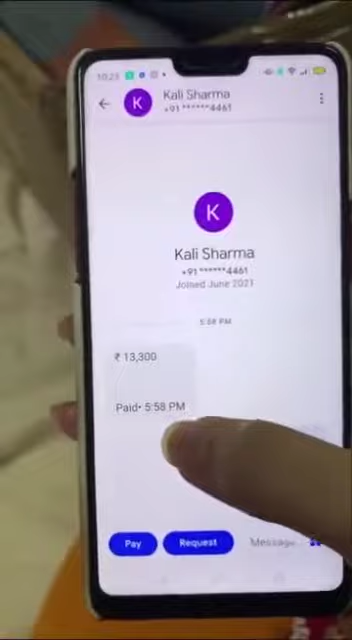 10:23
K
Kali Sharma
+91 ******4461
K
Kali Sharma
+91 ******4461
Joined June 2021
5:58 PM
₹ 13,300
Paid• 5:58 PM
Pay
Request
Message...